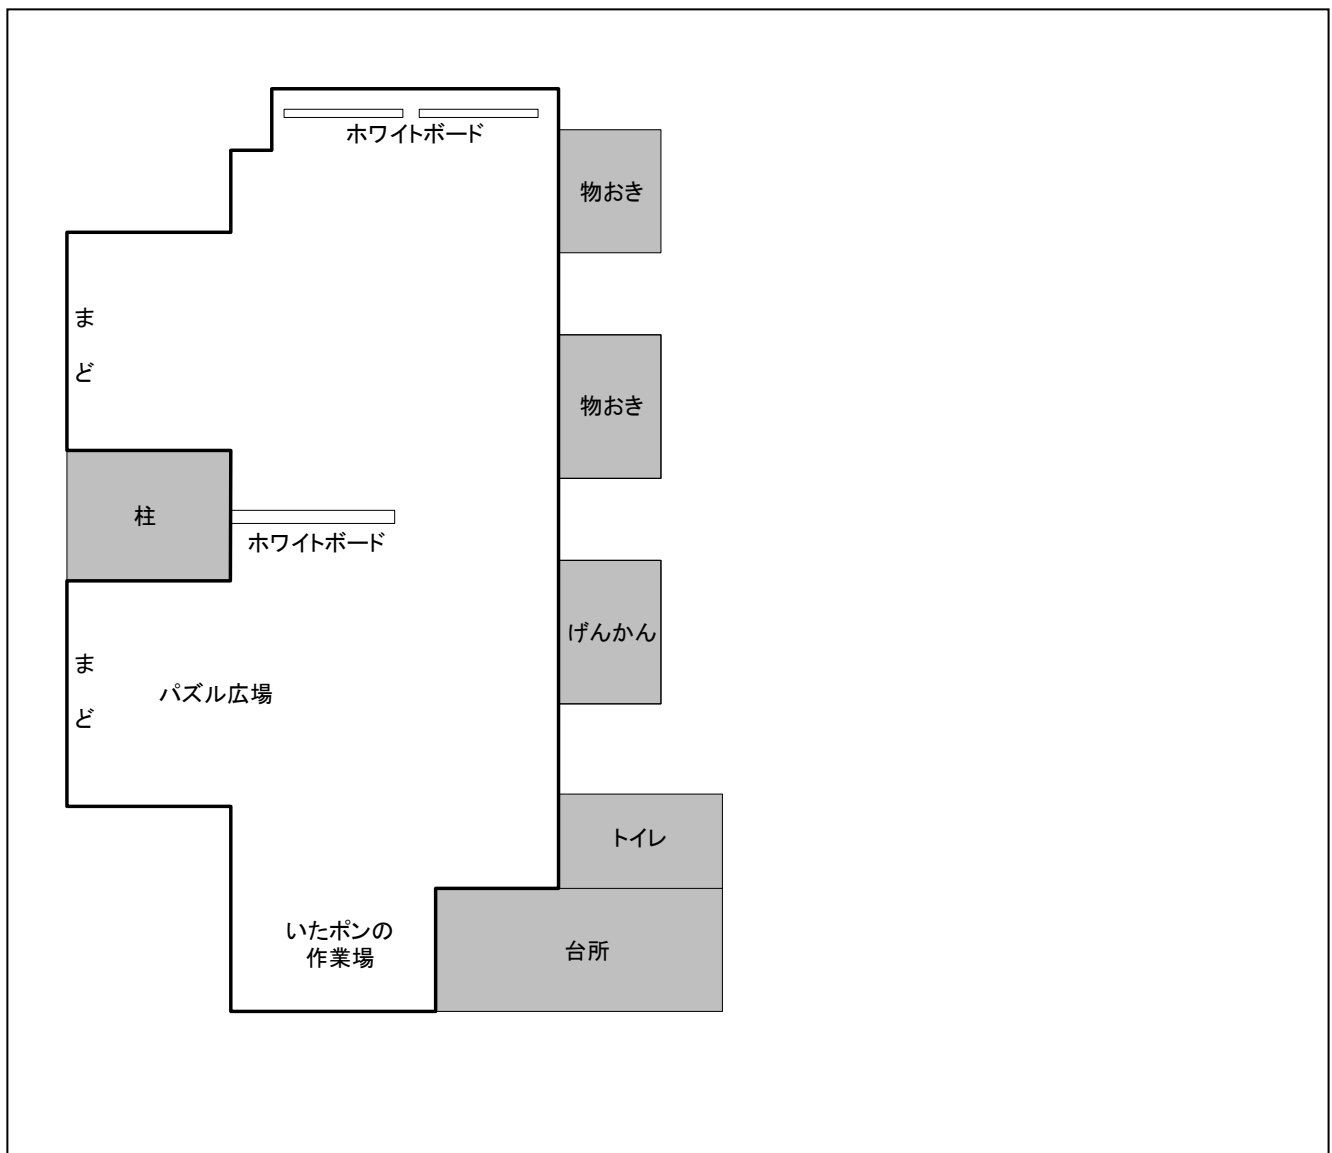 ホワイトボード
物おき
まど
物おき
柱
ホワイトボード
げんかん
まど
パズル広場
トイレ
いたポンの
作業場
台所